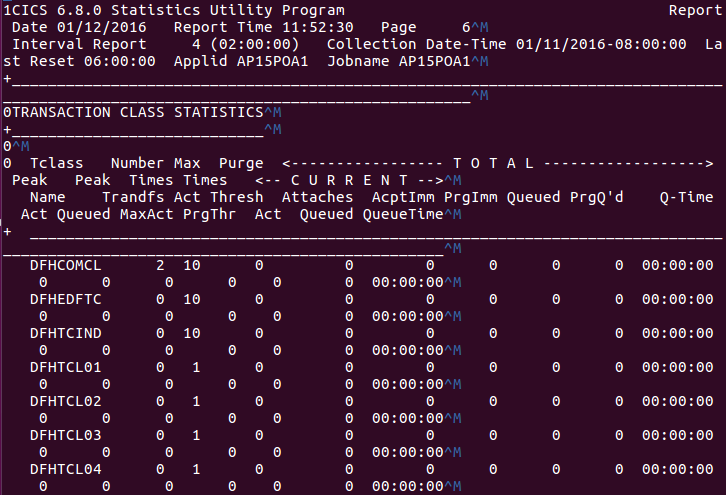 1CICS 6.8.0 Statistics Utility Program                                    Report
 Date 01/12/2016   Report Time 11:52:30   Page     6^M
 Interval Report    4 (02:00:00)   Collection Date-Time 01/11/2016-08:00:00  La
st Reset 06:00:00  Applid AP15POA1  Jobname AP15POA1^M
+_______________________________________________________________________________
____________________________________________________^M
0TRANSACTION CLASS STATISTICS^M
+____________________________^M
0^M
0  Tclass   Number Max  Purge  <----------------- T O T A L ------------------>
 Peak   Peak  Times Times   <-- C U R R E N T -->^M
   Name    Trandfs Act Thresh  Attaches  AcptImm PrgImm Queued PrgQ'd    Q-Time
  Act Queued MaxAct PrgThr  Act  Queued QueueTime^M
+  _____________________________________________________________________________
_________________________________________________^M
   DFHCOMCL      2  10      0         0        0      0      0      0  00:00:00
    0      0      0      0    0       0  00:00:00^M
   DFHEDFTC      0  10      0         0        0      0      0      0  00:00:00
    0      0      0      0    0       0  00:00:00^M
   DFHTCIND      0  10      0         0        0      0      0      0  00:00:00
    0      0      0      0    0       0  00:00:00^M
   DFHTCL01      0   1      0         0        0      0      0      0  00:00:00
    0      0      0      0    0       0  00:00:00^M
   DFHTCL02      0   1      0         0        0      0      0      0  00:00:00
    0      0      0      0    0       0  00:00:00^M
   DFHTCL03      0   1      0         0        0      0      0      0  00:00:00
    0      0      0      0    0       0  00:00:00^M
   DFHTCL04      0   1      0         0        0      0      0      0  00:00:00
    0      0      0      0    0       0  00:00:00^M